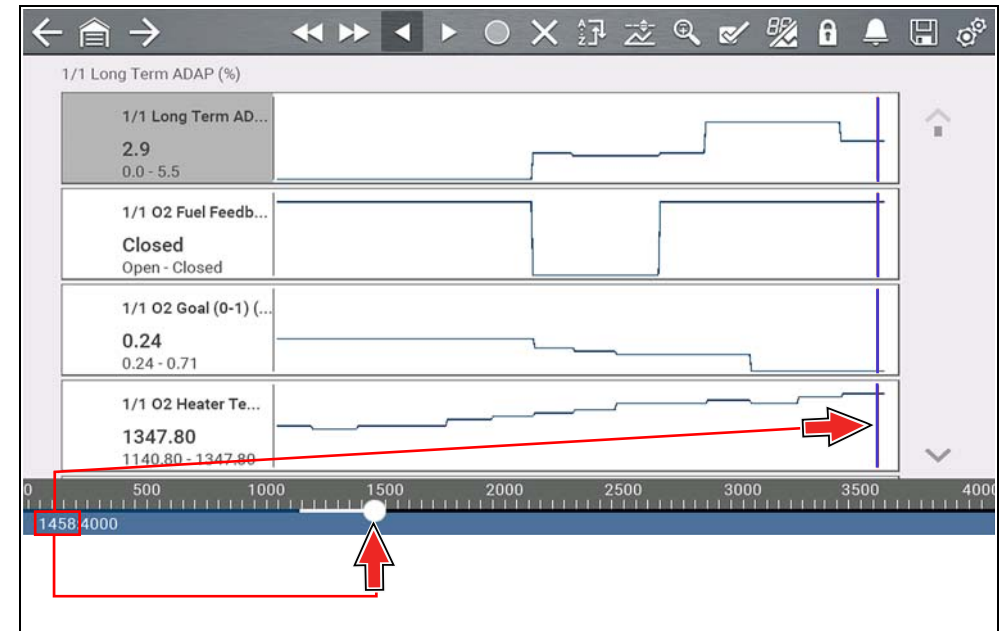 1/1 Long Term ADAP (%)
1/1 Long Term AD...
2.9
0.0 - 5.5
1/1 O2 Fuel Feedb...
Closed
Open - Closed
1/1 O2 Goal (0-1) (...
0.24
0.24 - 0.71
1/1 O2 Heater Te...
1347.80
1140.80 - 1347.80
0 500 1000 1500 2000 2500 3000 3500 4000
1458/4000